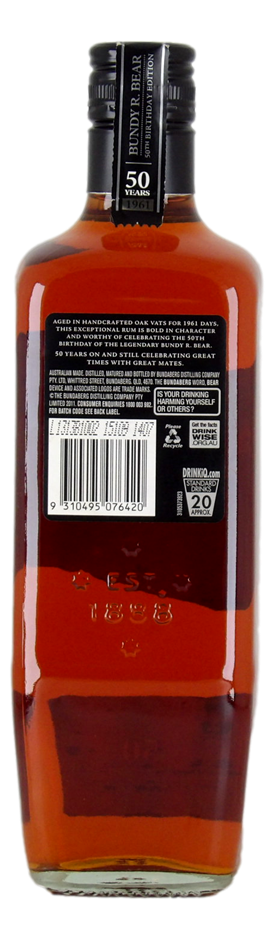 BUNDY R. BEAR
50TH BIRTHDAY EDITION
50
YEARS
1961
AGED IN HANDCRAFTED OAK VATS FOR 1961 DAYS,
THIS EXCEPTIONAL RUM IS BOLD IN CHARACTER
AND WORTHY OF CELEBRATING THE 50TH
BIRTHDAY OF THE LEGENDARY BUNDY R. BEAR.
50 YEARS ON AND STILL CELEBRATING GREAT
TIMES WITH GREAT MATES.
AUSTRALIAN MADE. DISTILLED, MATURED AND BOTTLED BY BUNDABERG DISTILLING COMPANY
PTY. LTD, WHITTRED STREET, BUNDABERG. QLD, 4670. THE BUNDABERG WORD, BEAR
DEVICE AND ASSOCIATED LOGOS ARE TRADE MARKS.
© THE BUNDABERG DISTILLING COMPANY PTY
LIMITED 2011. CONSUMER ENQUIRIES 1800 003 902.
FOR BATCH CODE SEE BACK LABEL.
IS YOUR DRINKING
HARMING YOURSELF
OR OTHERS?
L1313B1002 15109 1407
Please
Recycle
Get the facts
DRINK
WISE
.ORG.AU
DRINKiQ.com
STANDARD
DRINKS
20
APPROX.
9 310495 076420
EST.
1888